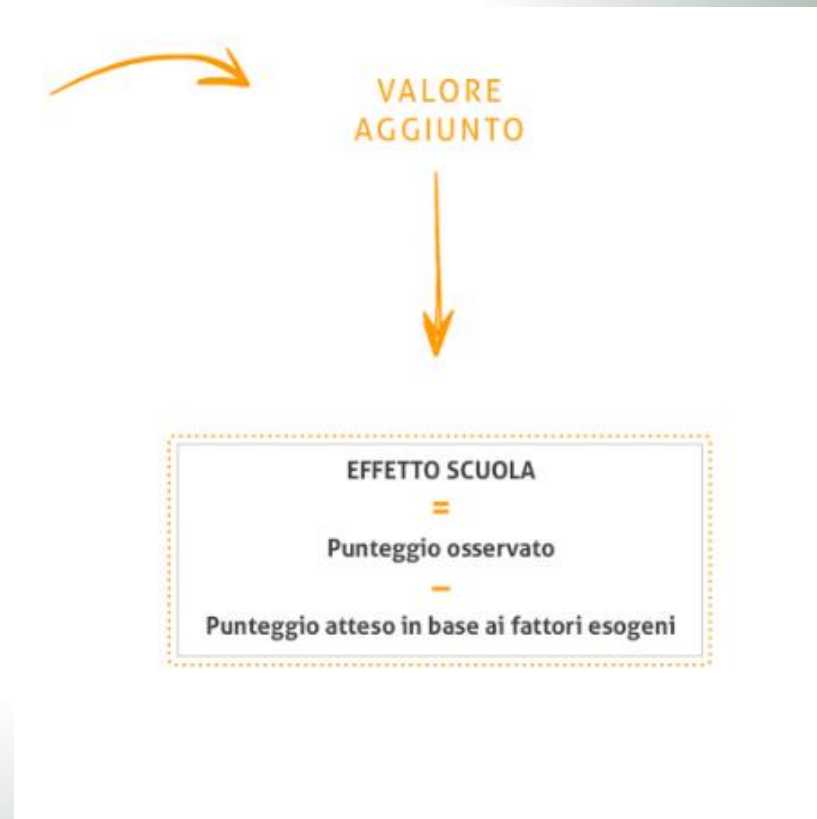 VALORE
AGGIUNTO
EFFETTO SCUOLA
=
Punteggio osservato
–
Punteggio atteso in base ai fattori esogeni